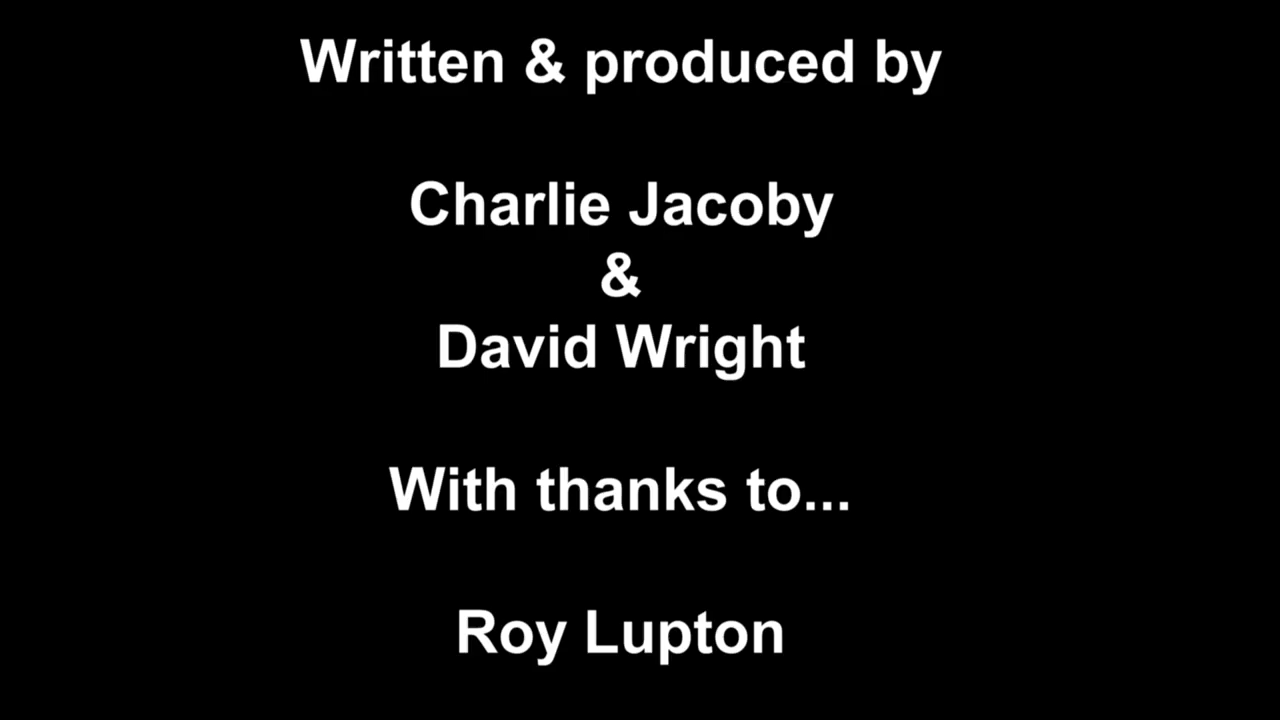 Written & produced by
Charlie Jacoby
&
David Wright
With thanks to...
Roy Lupton